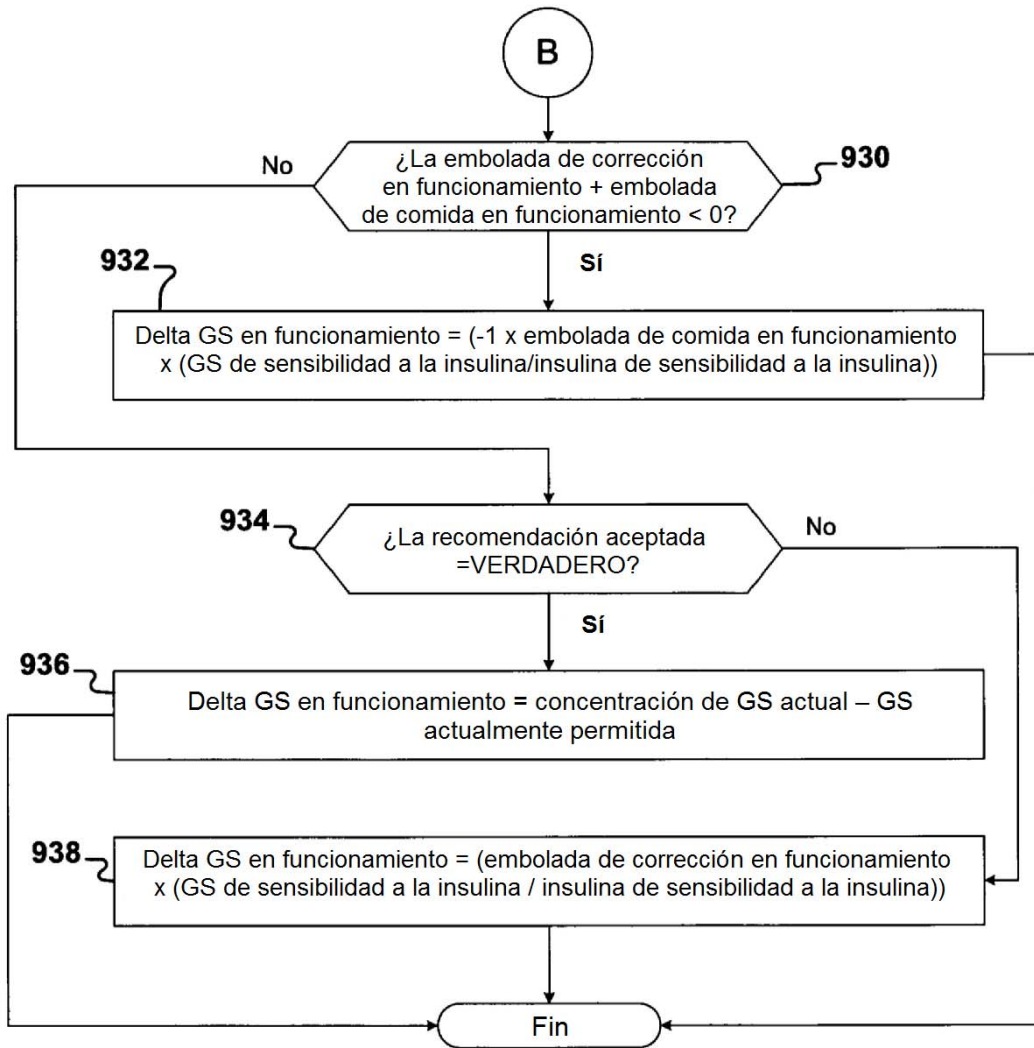 B
No
¿La embolada de corrección
en funcionamiento + embolada
de comida en funcionamiento < 0?
930
Sí
932
Delta GS en funcionamiento = (-1 x embolada de comida en funcionamiento
x (GS de sensibilidad a la insulina/insulina de sensibilidad a la insulina))
934
¿La recomendación aceptada
=VERDADERO?
No
Sí
936
Delta GS en funcionamiento = concentración de GS actual – GS
actualmente permitida
938
Delta GS en funcionamiento = (embolada de corrección en funcionamiento
x (GS de sensibilidad a la insulina / insulina de sensibilidad a la insulina))
Fin